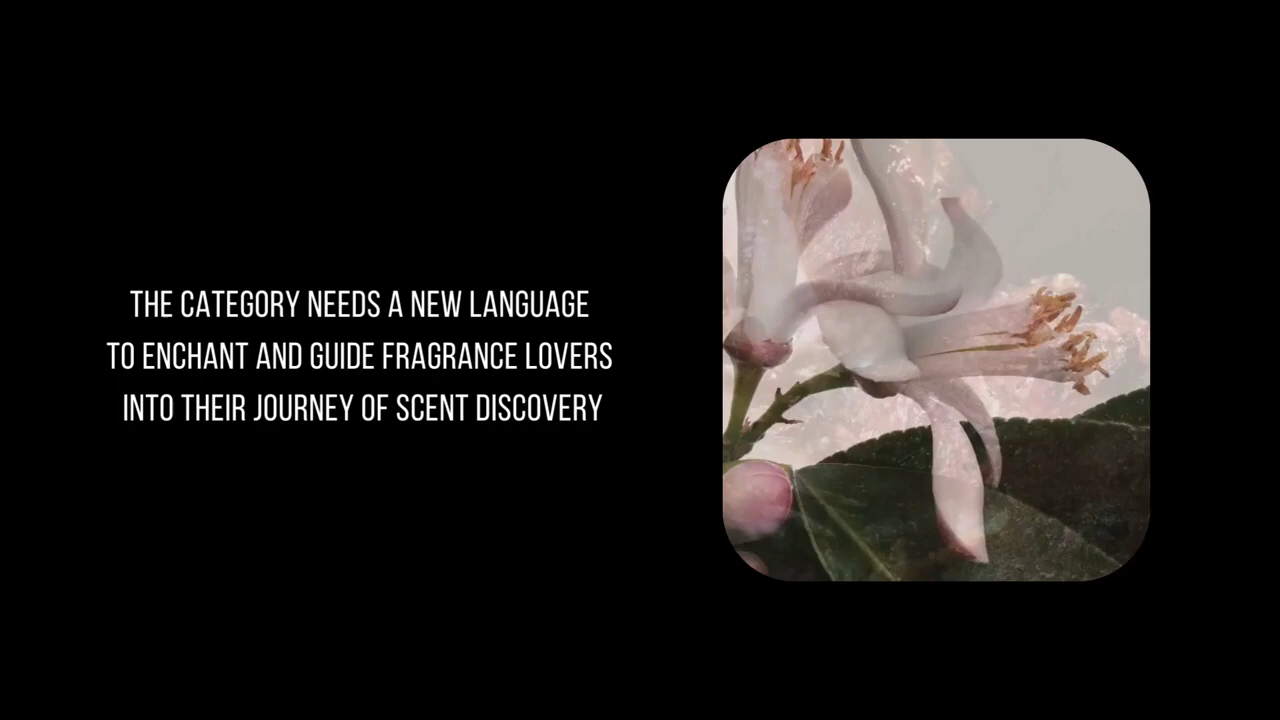 THE CATEGORY NEEDS A NEW LANGUAGE
TO ENCHANT AND GUIDE FRAGRANCE LOVERS
INTO THEIR JOURNEY OF SCENT DISCOVERY